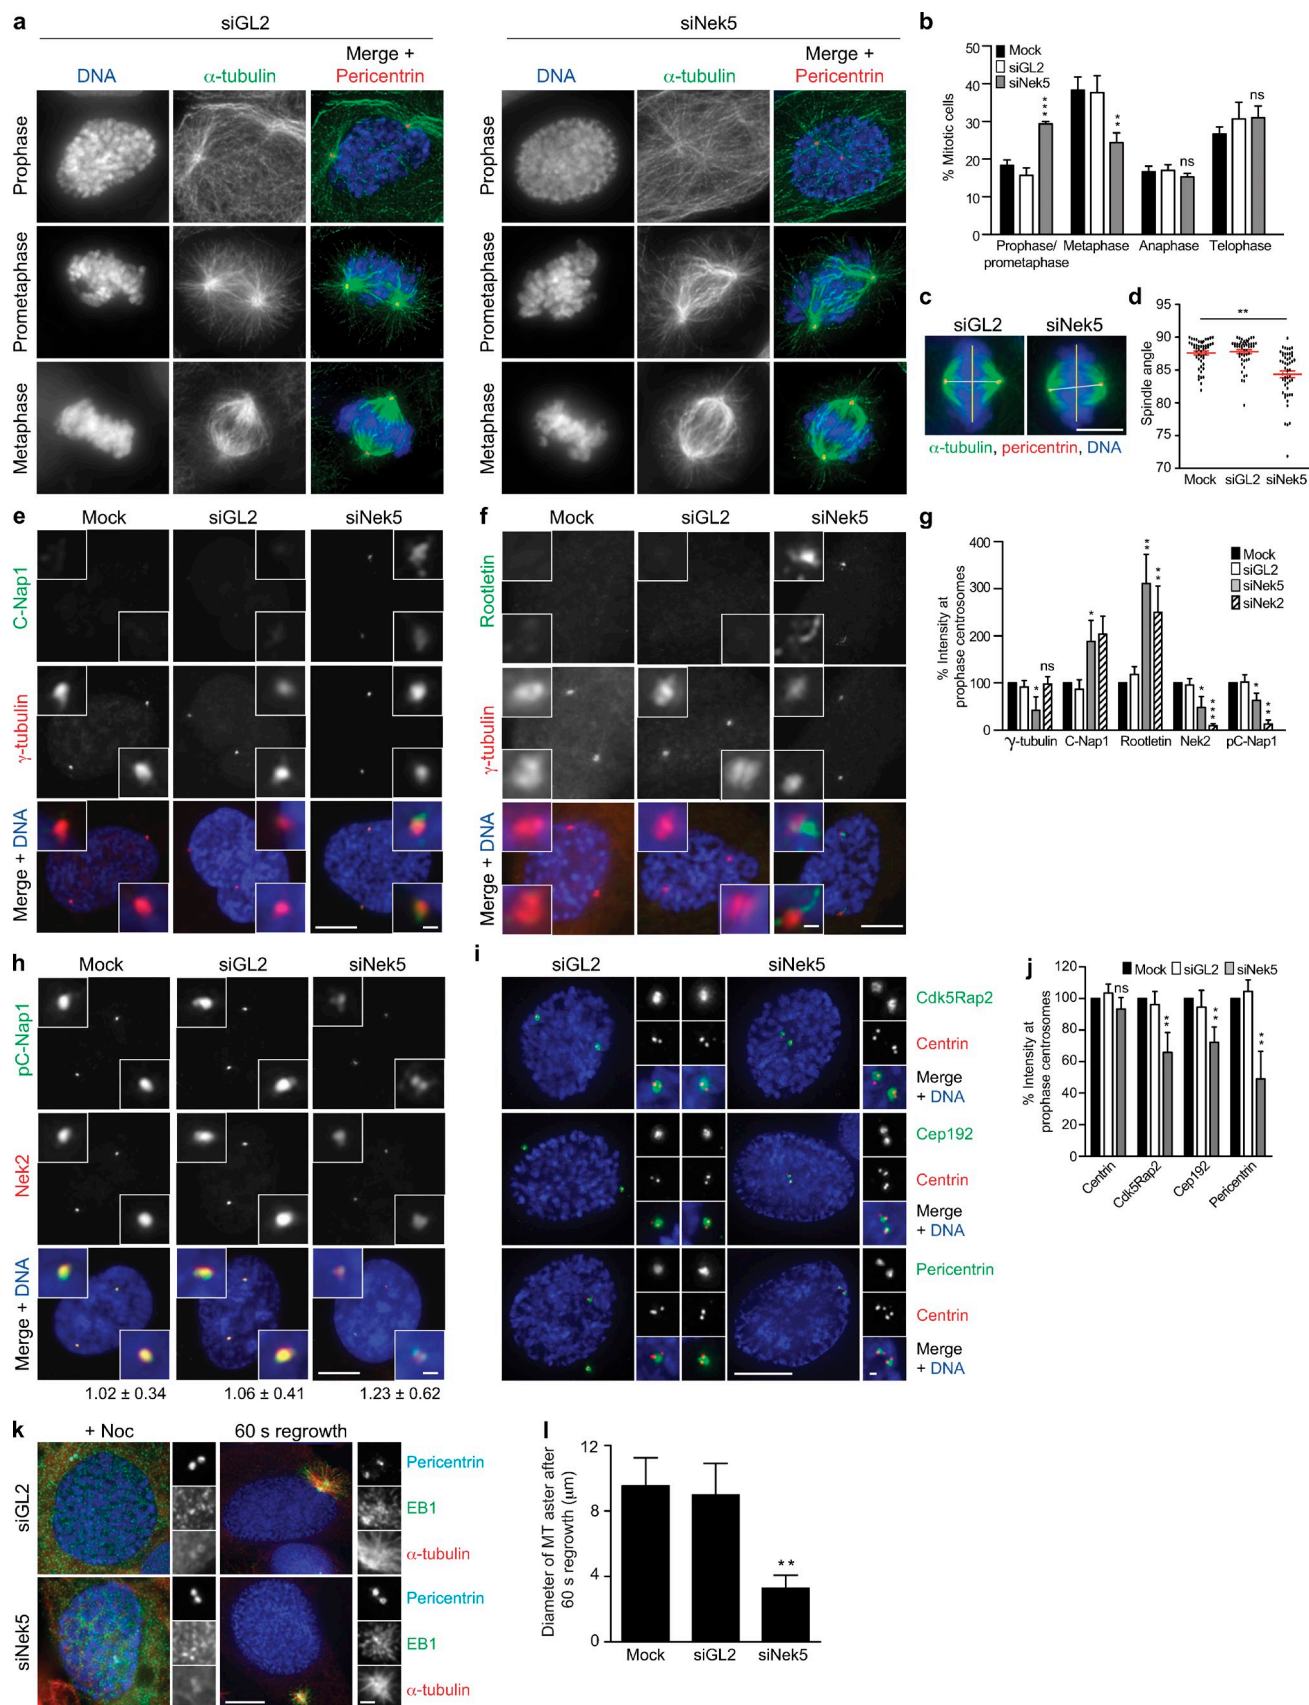 a
siGL2
siNek5
DNA
α-tubulin
Merge +
Pericentrin
DNA
α-tubulin
Merge +
Pericentrin
Prophase
Prometaphase
Metaphase
Prophase
Prometaphase
Metaphase
b
% Mitotic cells
50
40
30
20
10
0
Mock
siGL2
siNek5
***
**
ns
ns
Prophase/
prometaphase
Metaphase
Anaphase
Telophase
c
siGL2
siNek5
α-tubulin, pericentrin, DNA
d
Spindle angle
95
90
85
80
75
70
**
Mock
siGL2
siNek5
e
Mock
siGL2
siNek5
C-Nap1
γ-tubulin
Merge + DNA
f
Mock
siGL2
siNek5
Rootletin
γ-tubulin
Merge + DNA
g
% Intensity at
prophase centrosomes
400
300
200
100
0
Mock
siGL2
siNek5
siNek2
*
ns
*
**
**
*
***
*
**
γ-tubulin
C-Nap1
Rootletin
Nek2
pC-Nap1
h
Mock
siGL2
siNek5
pC-Nap1
Nek2
Merge + DNA
1.02 ± 0.34
1.06 ± 0.41
1.23 ± 0.62
i
siGL2
siNek5
Cdk5Rap2
Centrin
Merge
+ DNA
Cep192
Centrin
Merge
+ DNA
Pericentrin
Centrin
Merge
+ DNA
j
% Intensity at
prophase centrosomes
120
100
80
60
40
20
0
Mock
siGL2
siNek5
ns
**
**
**
Centrin
Cdk5Rap2
Cep192
Pericentrin
k
+ Noc
60 s regrowth
siGL2
siNek5
Pericentrin
EB1
α-tubulin
Pericentrin
EB1
α-tubulin
l
Diameter of MT aster after
60 s regrowth (μm)
12
8
4
0
**
Mock
siGL2
siNek5